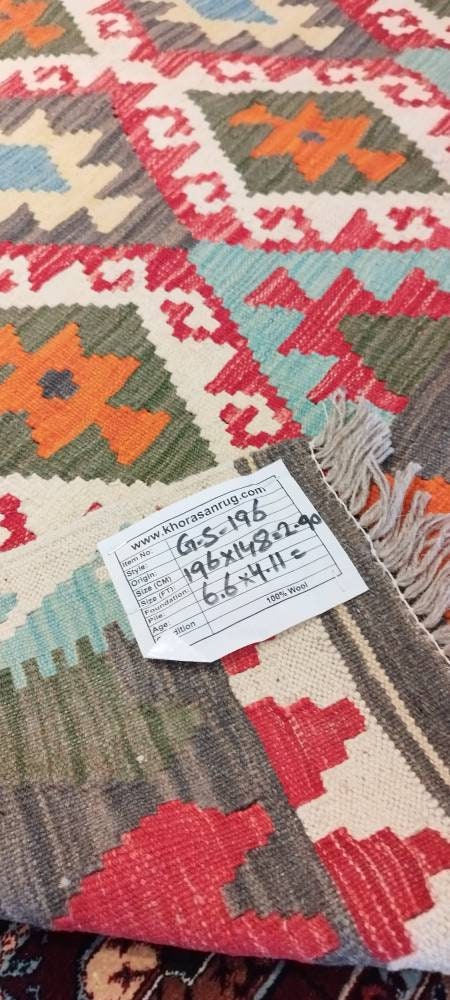 www.khorasanrug.com
Item No: G.S=196
Style:
Origin: 196x148=2.90
Size (CM) 6.6x4.11=
Size (FT):
Foundation:
Pile: 100% Wool
Age: